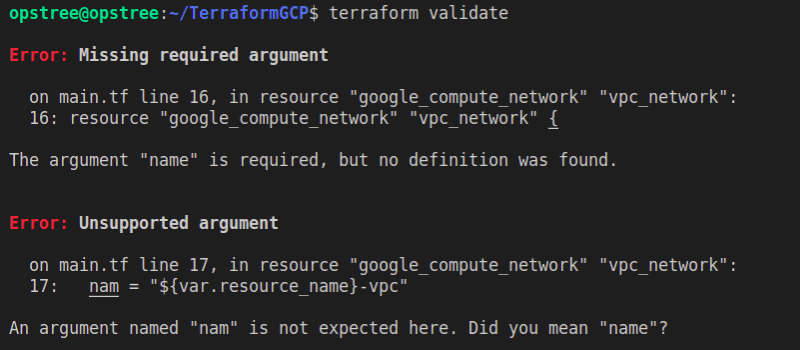 opstree@opstree:~/TerraformGCP$ terraform validate
Error: Missing required argument
on main.tf line 16, in resource "google_compute_network" "vpc_network":
16: resource "google_compute_network" "vpc_network" {
The argument "name" is required, but no definition was found.
Error: Unsupported argument
on main.tf line 17, in resource "google_compute_network" "vpc_network":
17:   nam = "${var.resource_name}-vpc"
An argument named "nam" is not expected here. Did you mean "name"?